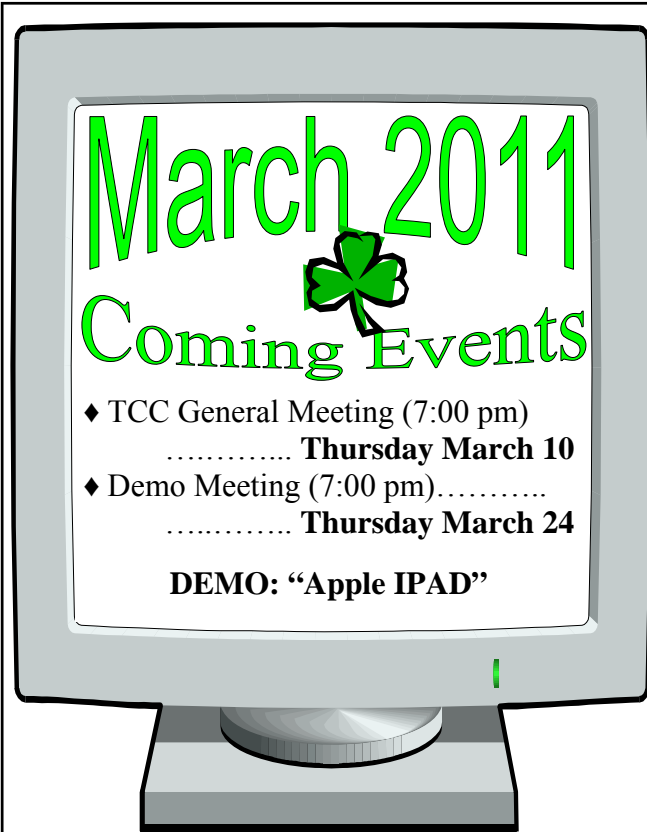 March 2011
Coming Events
♦ TCC General Meeting (7:00 pm)
…..……... Thursday March 10
♦ Demo Meeting (7:00 pm)………..
…..…….. Thursday March 24
DEMO: “Apple IPAD”